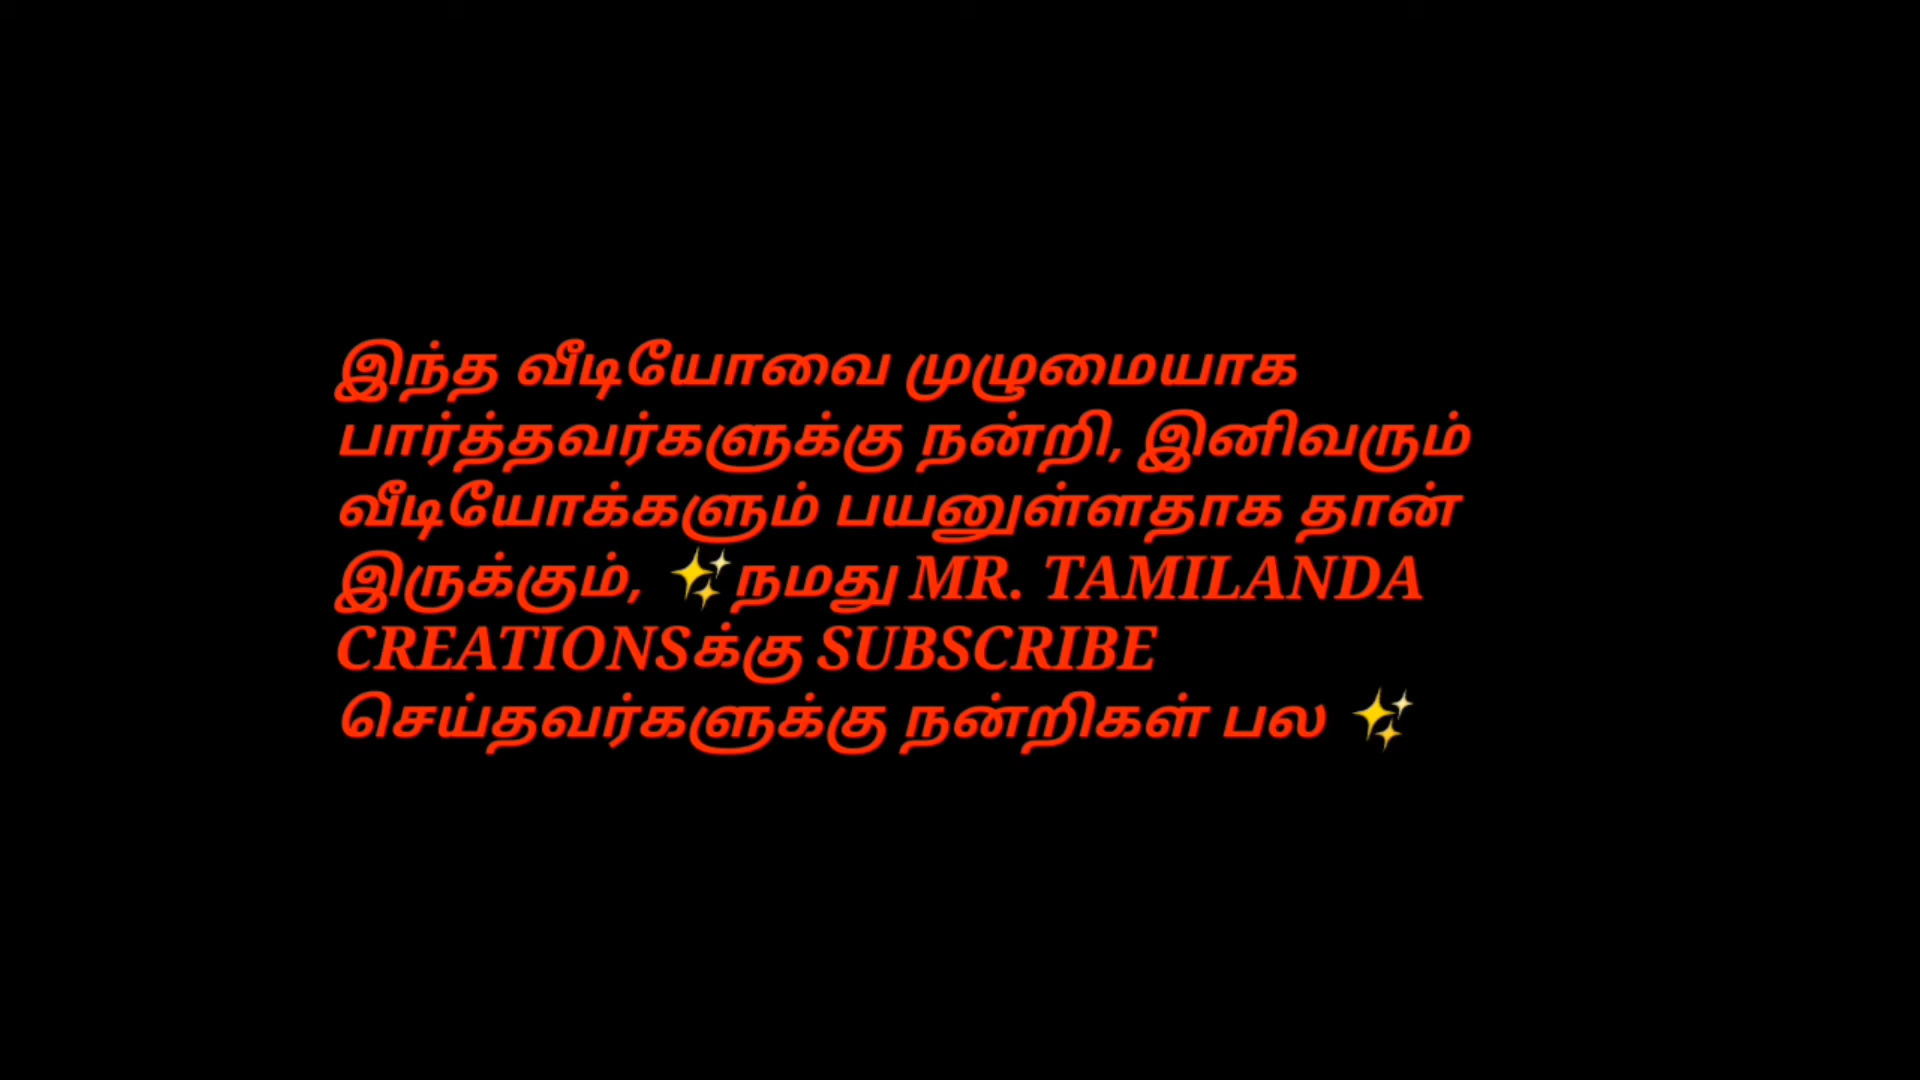 இந்த வீடியோவை முழுமையாக
பார்த்தவர்களுக்கு நன்றி, இனிவரும்
வீடியோக்களும் பயனுள்ளதாக தான்
இருக்கும், ✨நமது MR. TAMILANDA
CREATIONSக்கு SUBSCRIBE
செய்தவர்களுக்கு நன்றிகள் பல ✨